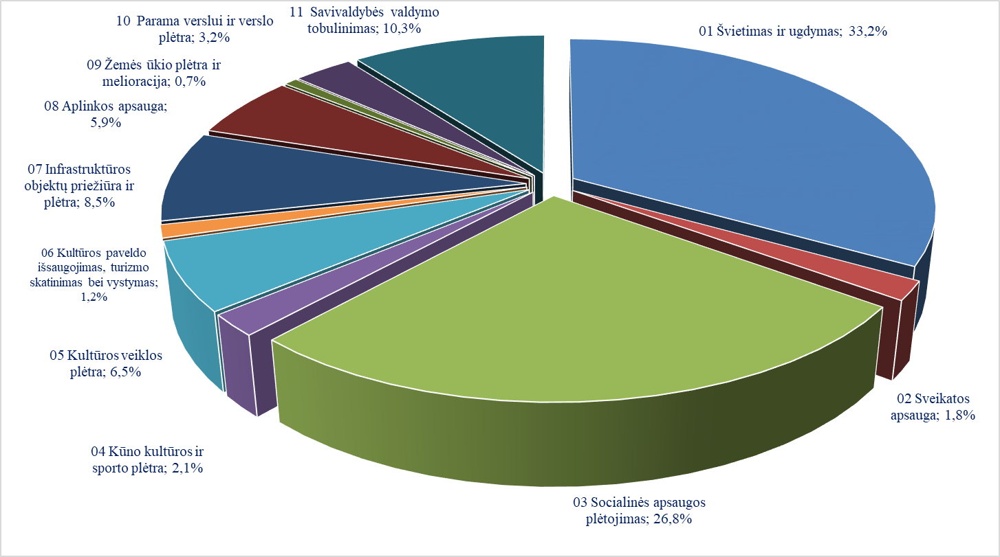 01 Švietimas ir ugdymas; 33,2%
02 Sveikatos
apsauga; 1,8%
03 Socialinės apsaugos
plėtojimas; 26,8%
04 Kūno kultūros ir
sporto plėtra; 2,1%
05 Kultūros veiklos
plėtra; 6,5%
06 Kultūros paveldo
išsaugojimas, turizmo
skatinimas bei vystymas;
1,2%
07 Infrastruktūros
objektų priežiūra ir
plėtra; 8,5%
08 Aplinkos apsauga;
5,9%
09 Žemės ūkio plėtra ir
melioracija; 0,7%
10 Parama verslui ir verslo
plėtra; 3,2%
11 Savivaldybės valdymo
tobulinimas; 10,3%